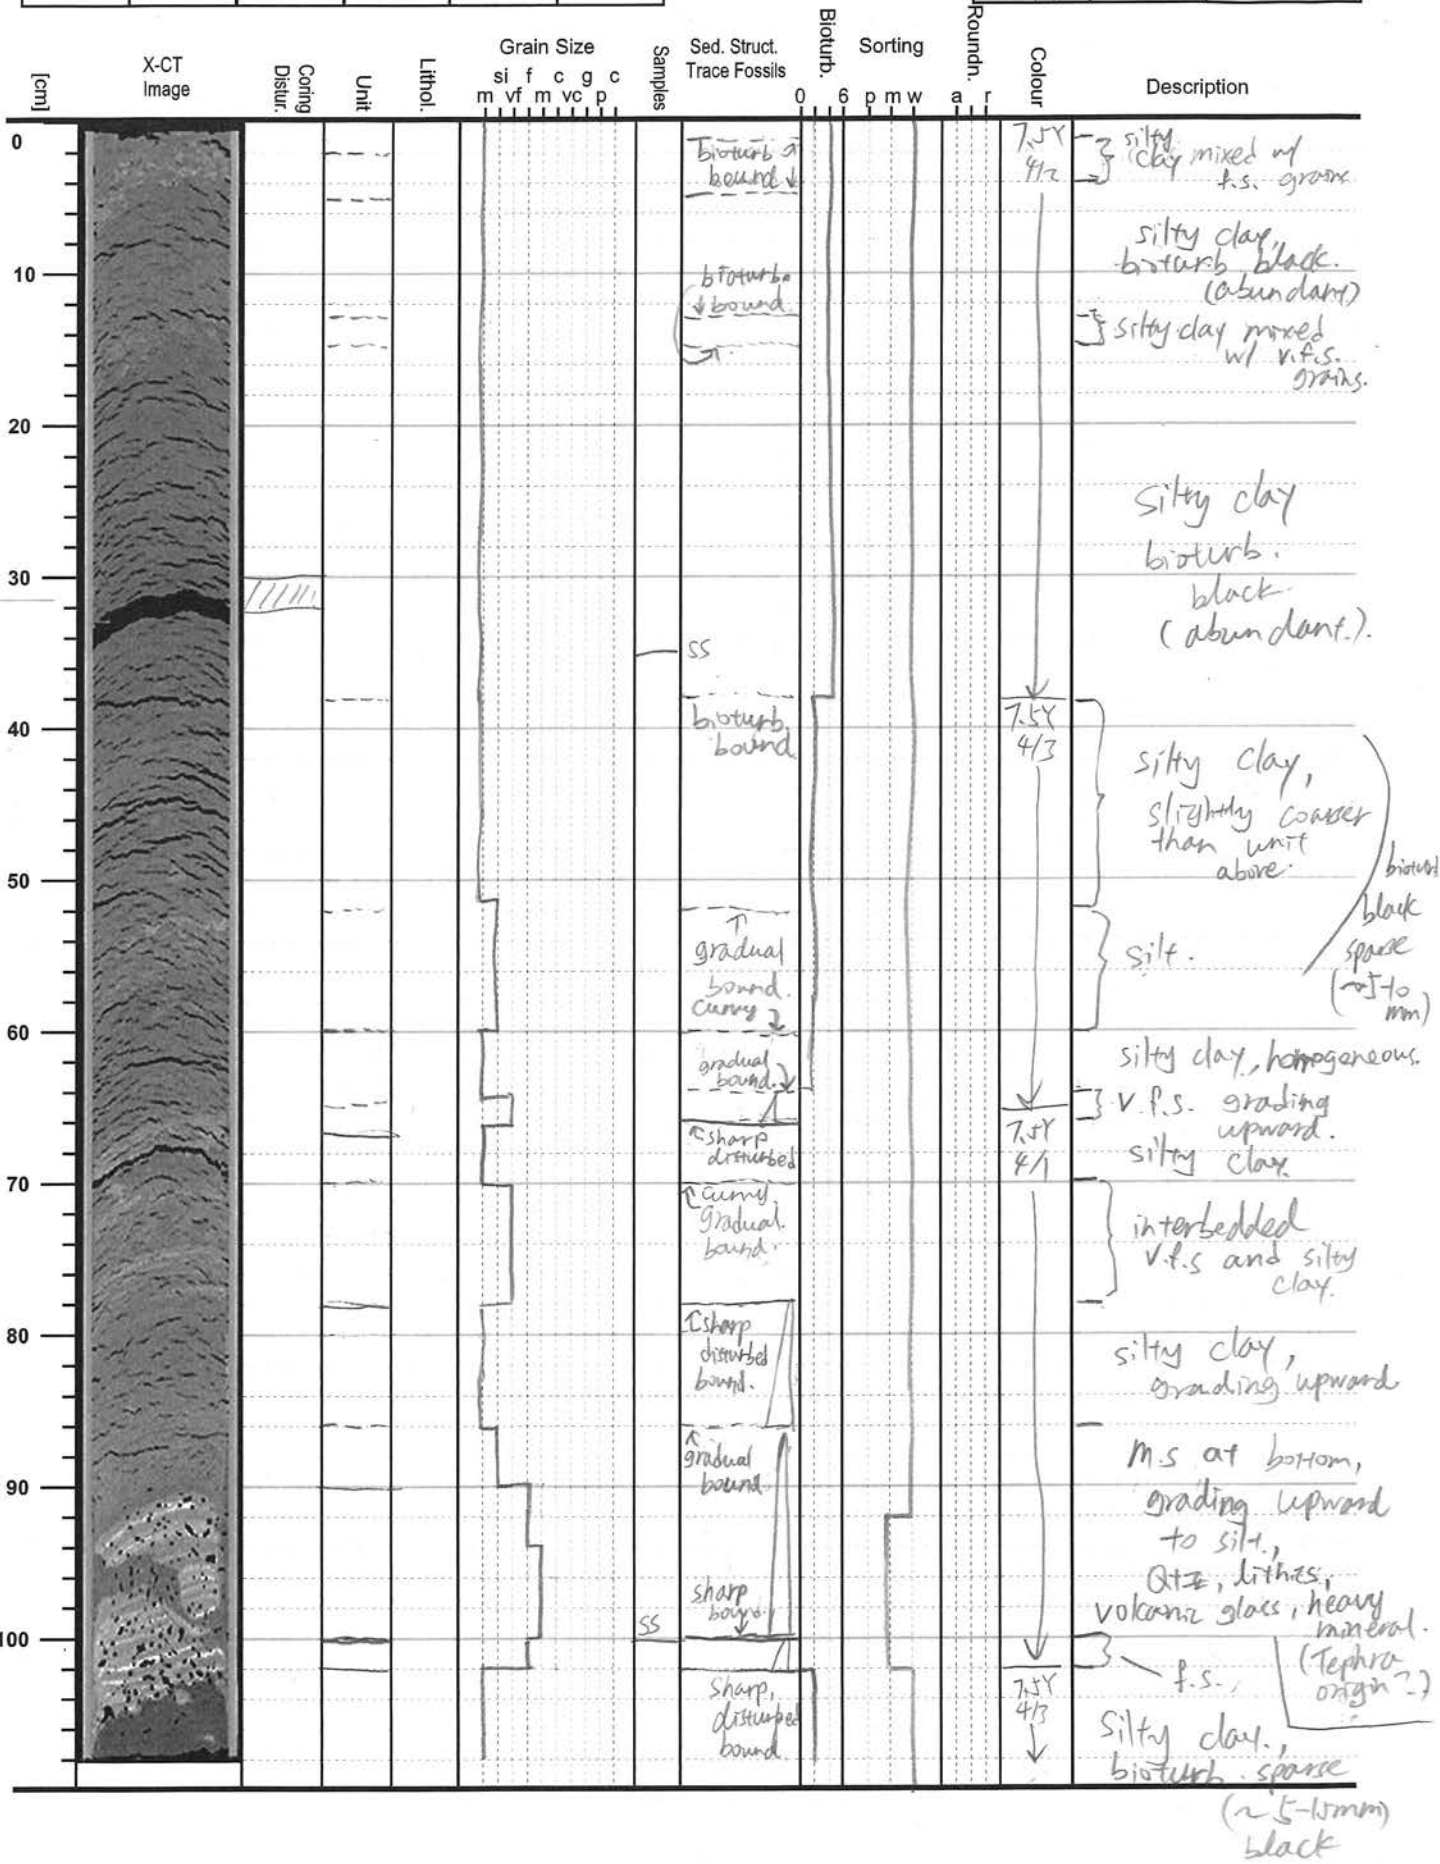 [cm]
X-CT
Image
Coring
Distur.
Unit
Lithol.
Grain Size
si f c g c
m vf m vc p
Samples
Sed. Struct.
Trace Fossils
Bioturb.
0 6
Sorting
p m w
Roundn.
a r
Colour
Description
0
10
20
30
40
50
60
70
80
90
100
SS
SS
bioturb
bound
bioturb.
bound.
bioturb.
bound
gradual
bound.
curvy
gradual
bound.
sharp
disturbed
curvy,
gradual.
bound.
sharp
disturbed
bound.
gradual
bound.
sharp
bound.
sharp,
disturbed
bound.
7.5Y
4/2
7.5Y
4/3
7.5Y
4/1
7.5Y
4/3
silty
clay mixed w/
f.s. grains
silty clay,
bioturb. black.
(abundant)
silty clay mixed
w/ v.f.s.
grains.
Silty clay
bioturb.
black.
(abundant.).
silty clay,
slightly coarser
than unit
above.
silt.
bioturb
black
sparse
mm)
silty clay, homogeneous.
v.f.s. grading
upward.
silty clay.
interbedded
v.f.s and silty
clay.
silty clay,
grading upward
M.S at bottom,
grading upward
to silt.,
Qtz, lithics,
volcanic glass, heavy
mineral.
(Tephra
origin?)
f.s.,
Silty clay.,
bioturb. sparse
(~5-15mm)
black